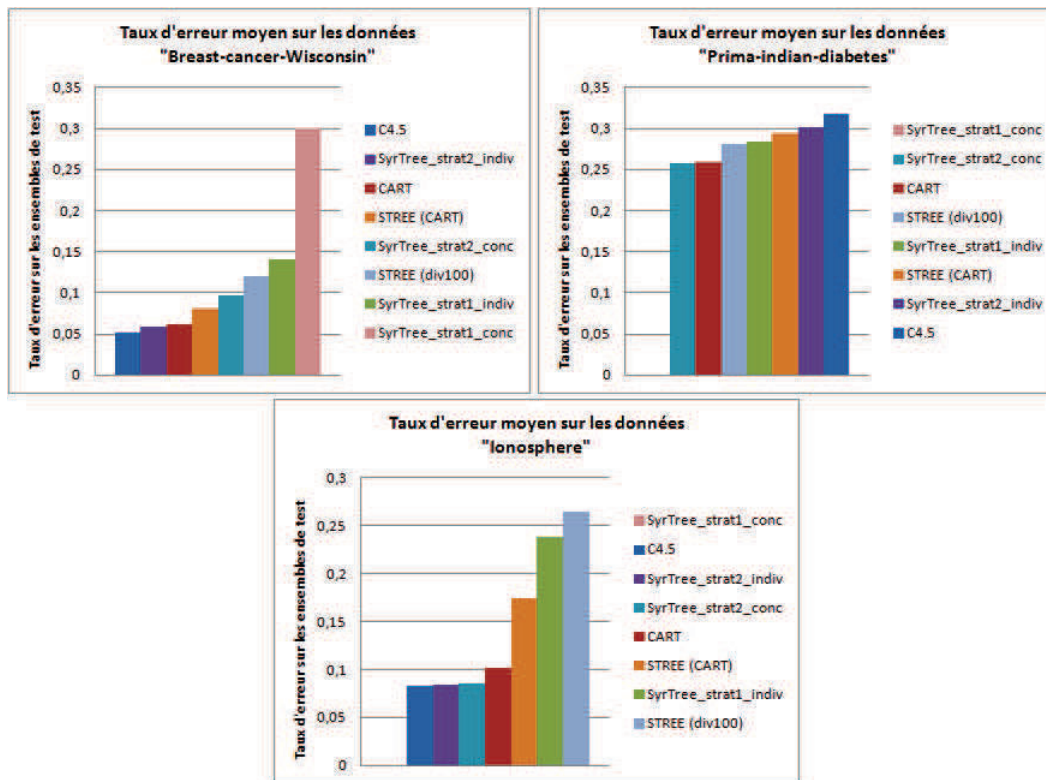 Taux d'erreur moyen sur les données
"Breast-cancer-Wisconsin"
Taux d'erreur sur les ensembles de test
0,35
0,3
0,25
0,2
0,15
0,1
0,05
0
C4.5
SyrTree_strat2_indiv
CART
STREE (CART)
SyrTree_strat2_conc
STREE (div100)
SyrTree_strat1_indiv
SyrTree_strat1_conc
Taux d'erreur moyen sur les données
"Prima-indian-diabetes"
Taux d'erreur sur les ensembles de test
0,35
0,3
0,25
0,2
0,15
0,1
0,05
0
SyrTree_strat1_conc
SyrTree_strat2_conc
CART
STREE (div100)
SyrTree_strat1_indiv
STREE (CART)
SyrTree_strat2_indiv
C4.5
Taux d'erreur moyen sur les données
"Ionosphere"
Taux d'erreur sur les ensembles de test
0,3
0,25
0,2
0,15
0,1
0,05
0
SyrTree_strat1_conc
C4.5
SyrTree_strat2_indiv
SyrTree_strat2_conc
CART
STREE (CART)
SyrTree_strat1_indiv
STREE (div100)